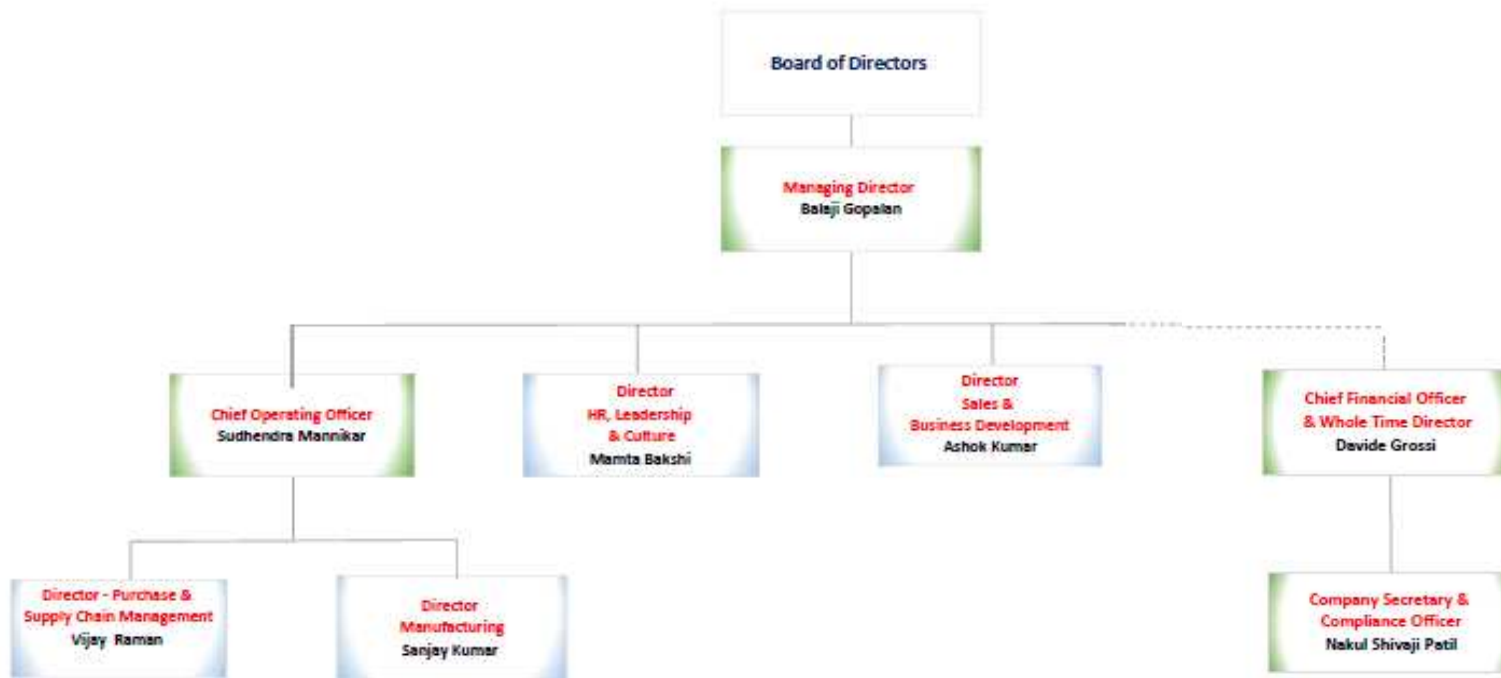 Board of Directors
Managing Director
Balaji Gopalan
Chief Operating Officer
Sudhendra Mannikar
Director
HR, Leadership
& Culture
Mamta Bakshi
Director
Sales &
Business Development
Ashok Kumar
Chief Financial Officer
& Whole Time Director
Davide Grossi
Director - Purchase &
Supply Chain Management
Vijay Raman
Director
Manufacturing
Sanjay Kumar
Company Secretary &
Compliance Officer
Nakul Shivaji Patil